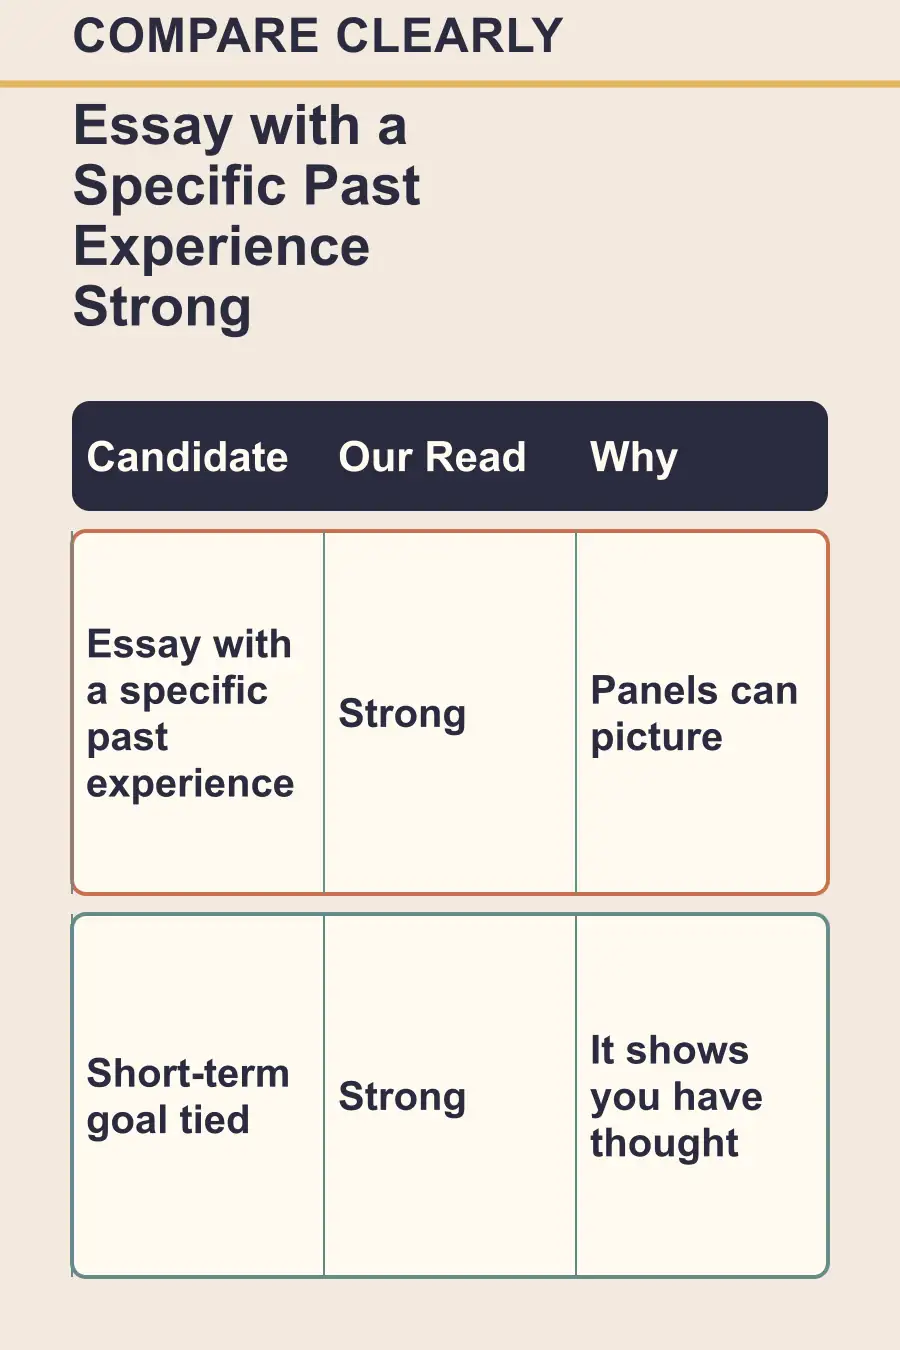 COMPARE CLEARLY
Essay with a
Specific Past
Experience
Strong
Candidate Our Read Why
Essay with
a specific
past
experience
Strong
Panels can
picture
Short-term
goal tied
Strong
It shows
you have
thought